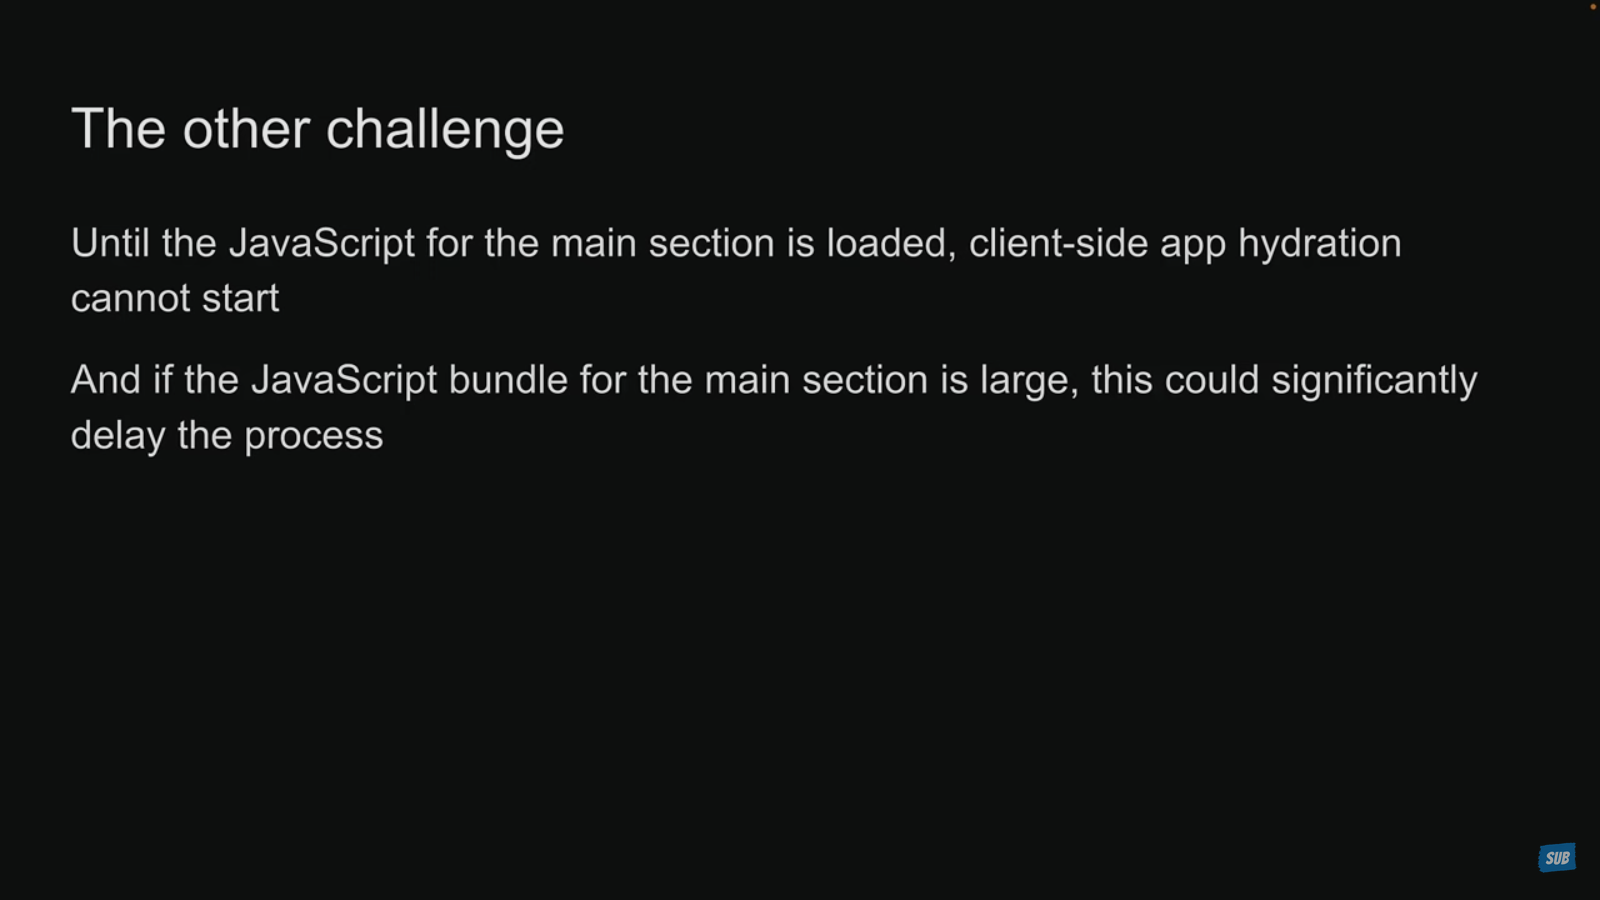 The other challenge
Until the JavaScript for the main section is loaded, client-side app hydration
cannot start
And if the JavaScript bundle for the main section is large, this could significantly
delay the process
SUB